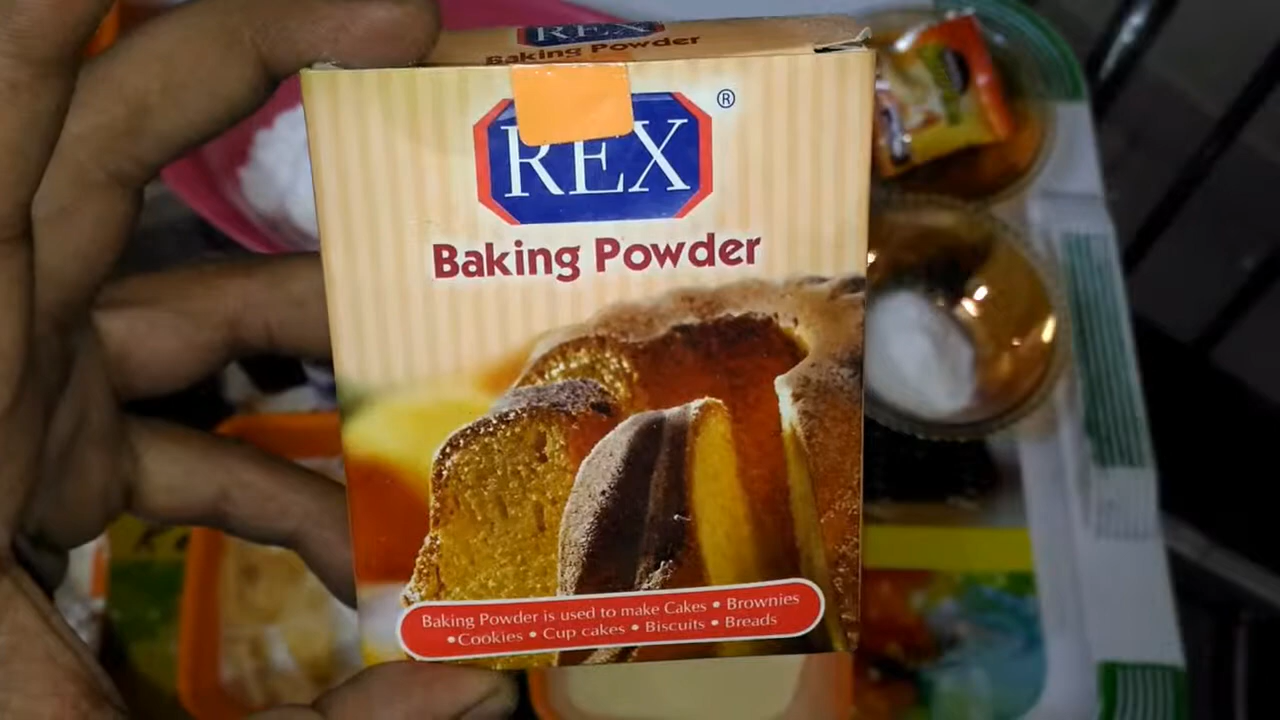 REX
Baking Powder
REX ®
Baking Powder
Baking Powder is used to make Cakes • Brownies
•Cookies • Cup cakes • Biscuits • Breads